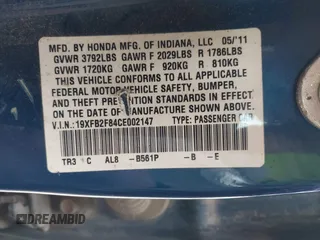 MFD. BY HONDA MFG. OF INDIANA, LLC 05/'11
GVWR 3792LBS GAWR F 2029LBS R 1786LBS
GVWR 1720KG GAWR F 920KG R 810KG
THIS VEHICLE CONFORMS TO ALL APPLICABLE
FEDERAL MOTOR VEHICLE SAFETY, BUMPER,
AND THEFT PREVENTION STANDARDS IN EFFECT
ON THE DATE OF MANUFACTURE SHOWN ABOVE.
V.I.N. 19XFB2F84CE002147 TYPE: PASSENGER CAR
TR3 C AL8 -B561P -B -E
DREAMBID